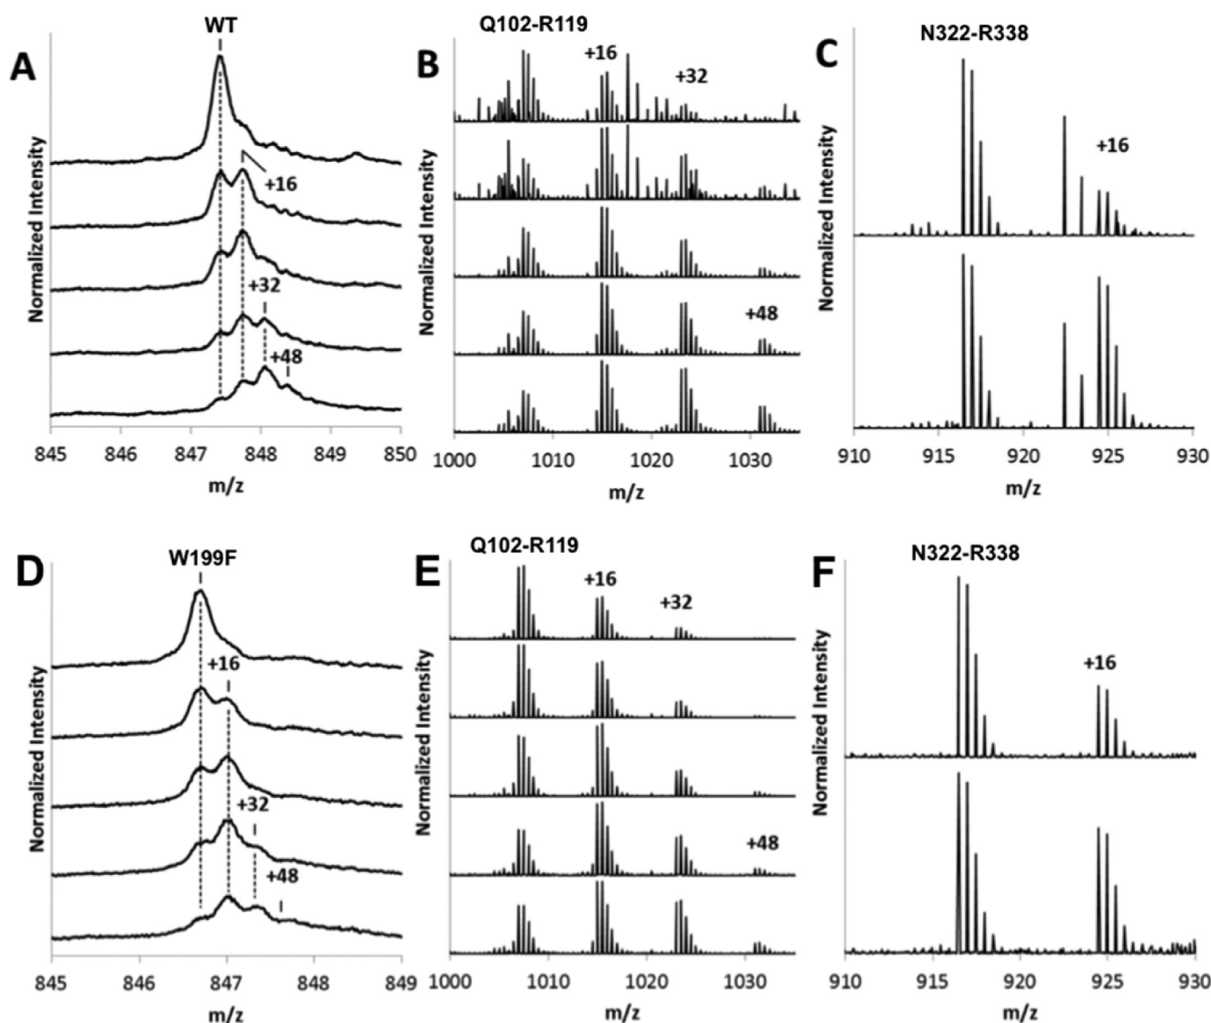 WT
A
Normalized Intensity
+16
+32
+48
845 846 847 848 849 850
m/z
Q102-R119
B
Normalized Intensity
+16
+32
+48
1000 1010 1020 1030
m/z
N322-R338
C
Normalized Intensity
+16
910 915 920 925 930
m/z
W199F
D
Normalized Intensity
+16
+32
+48
845 846 847 848 849
m/z
Q102-R119
E
Normalized Intensity
+16
+32
+48
1000 1010 1020 1030
m/z
N322-R338
F
Normalized Intensity
+16
910 915 920 925 930
m/z